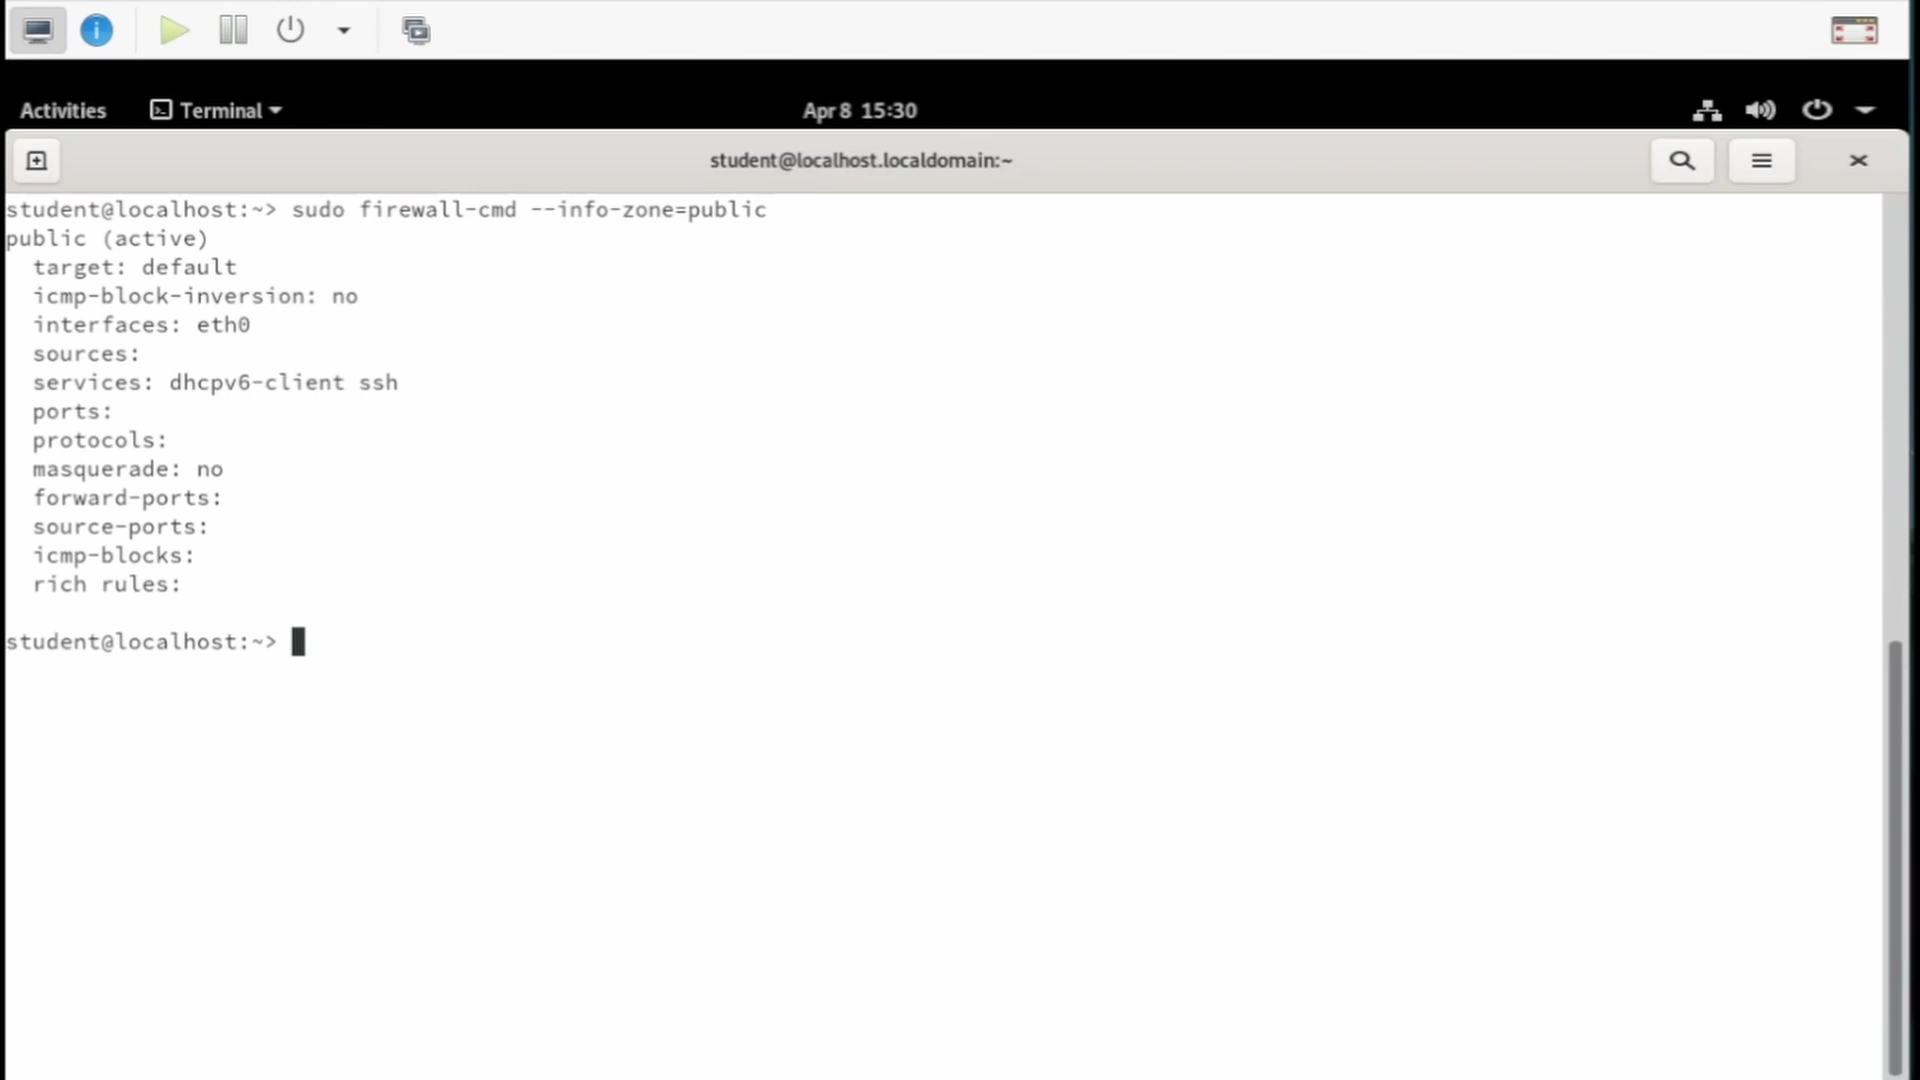 Activities Terminal Apr 8 15:30
student@localhost.localdomain:~
student@localhost:~> sudo firewall-cmd --info-zone=public
public (active)
  target: default
  icmp-block-inversion: no
  interfaces: eth0
  sources:
  services: dhcpv6-client ssh
  ports:
  protocols:
  masquerade: no
  forward-ports:
  source-ports:
  icmp-blocks:
  rich rules:
student@localhost:~>